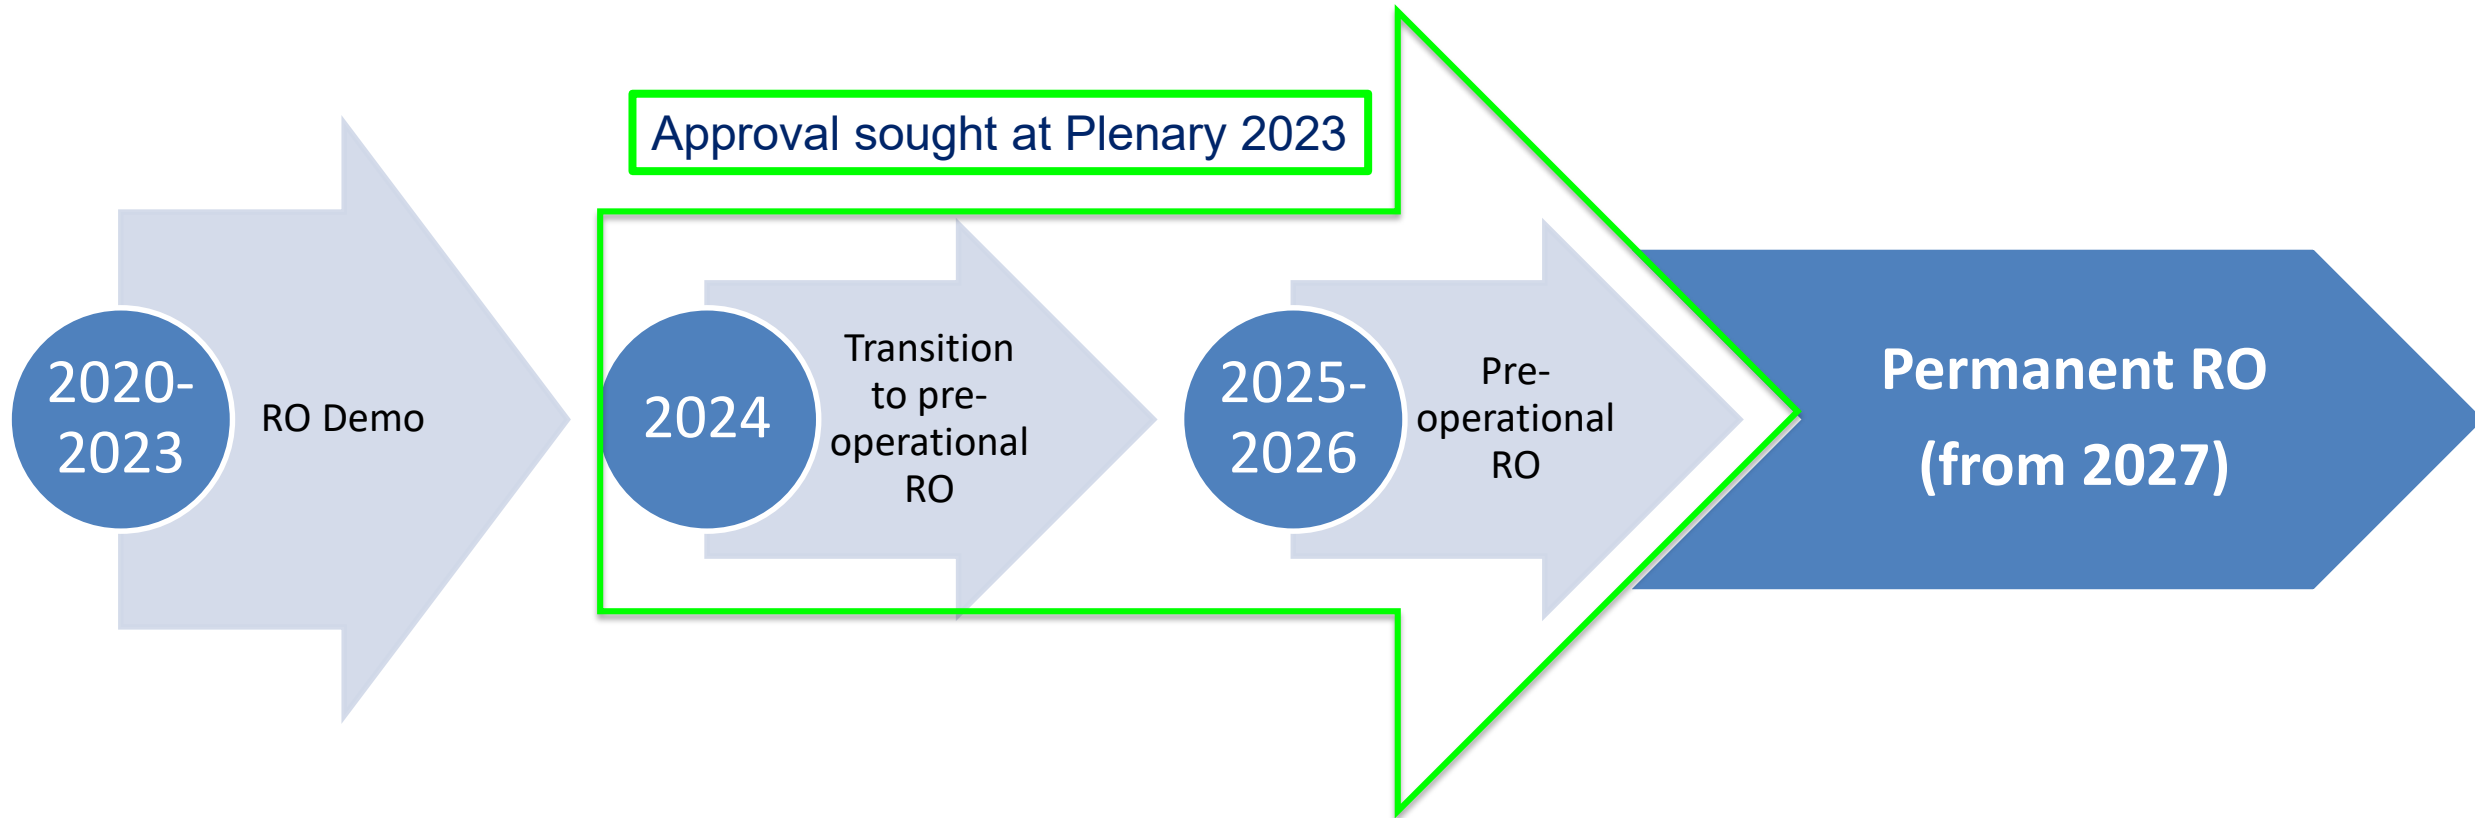 Approval sought at Plenary 2023
2020-
2023
RO Demo
2024
Transition
to pre-
operational
RO
2025-
2026
Pre-
operational
RO
Permanent RO
(from 2027)